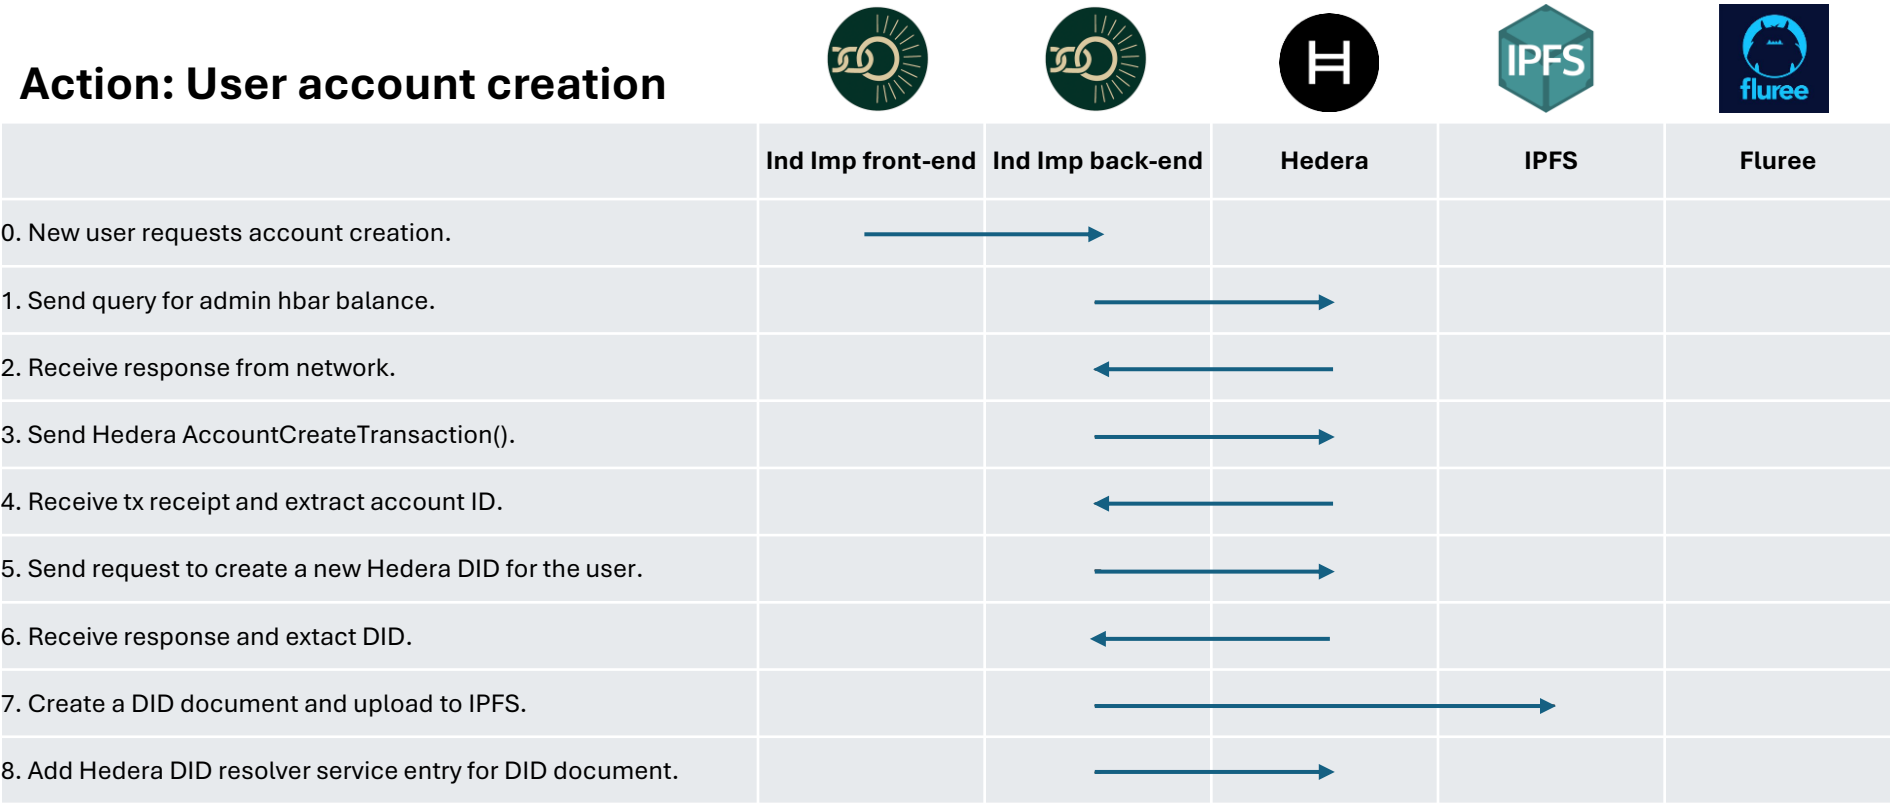 IPFS
fluree
Action: User account creation
Ind Imp front-end Ind Imp back-end Hedera IPFS Fluree
0. New user requests account creation.
1. Send query for admin hbar balance.
2. Receive response from network.
3. Send Hedera AccountCreateTransaction().
4. Receive tx receipt and extract account ID.
5. Send request to create a new Hedera DID for the user.
6. Receive response and extact DID.
7. Create a DID document and upload to IPFS.
8. Add Hedera DID resolver service entry for DID document.